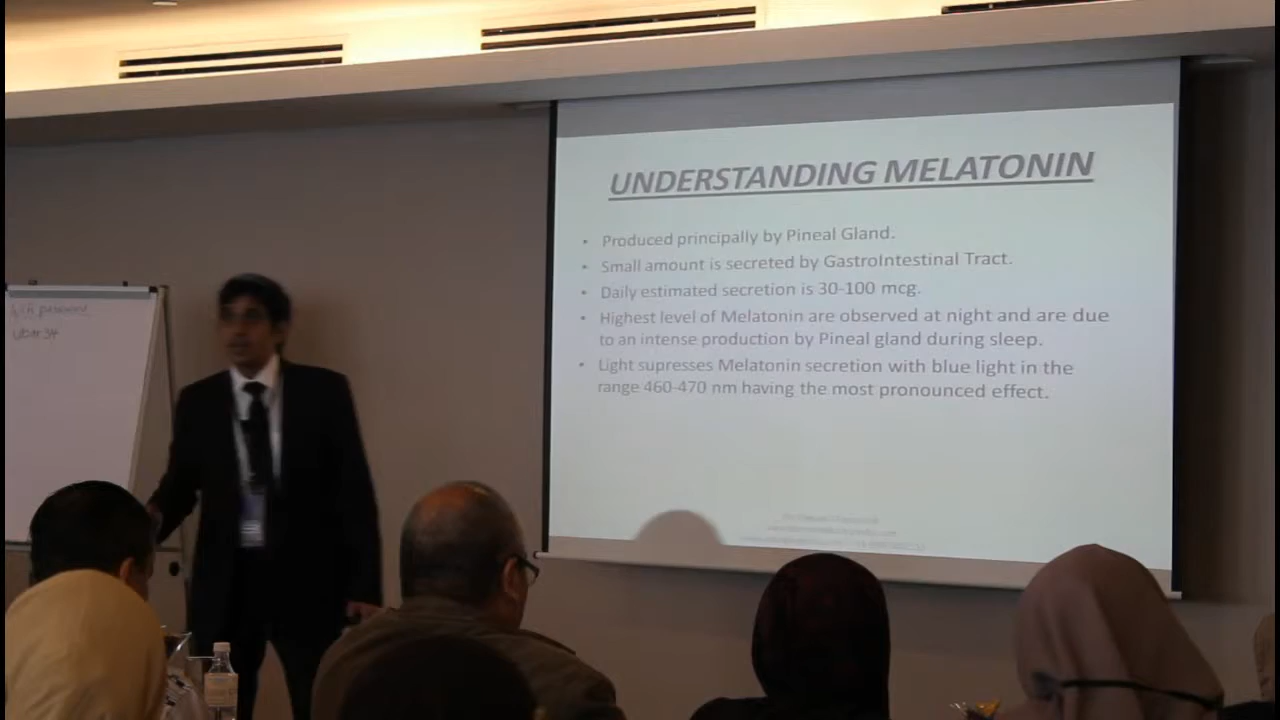 password
UNDERSTANDING MELATONIN
• Produced principally by Pineal Gland.
• Small amount is secreted by GastroIntestinal Tract.
• Daily estimated secretion is 30-100 mcg.
• Highest level of Melatonin are observed at night and are due
to an intense production by Pineal gland during sleep.
• Light supresses Melatonin secretion with blue light in the
range 460-470 nm having the most pronounced effect.